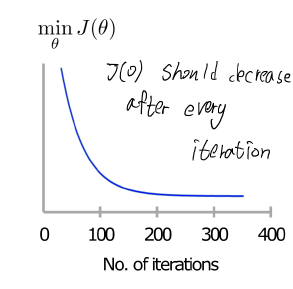 min J(θ)
θ
J(θ) should decrease
after every
iteration
0 100 200 300 400
No. of iterations